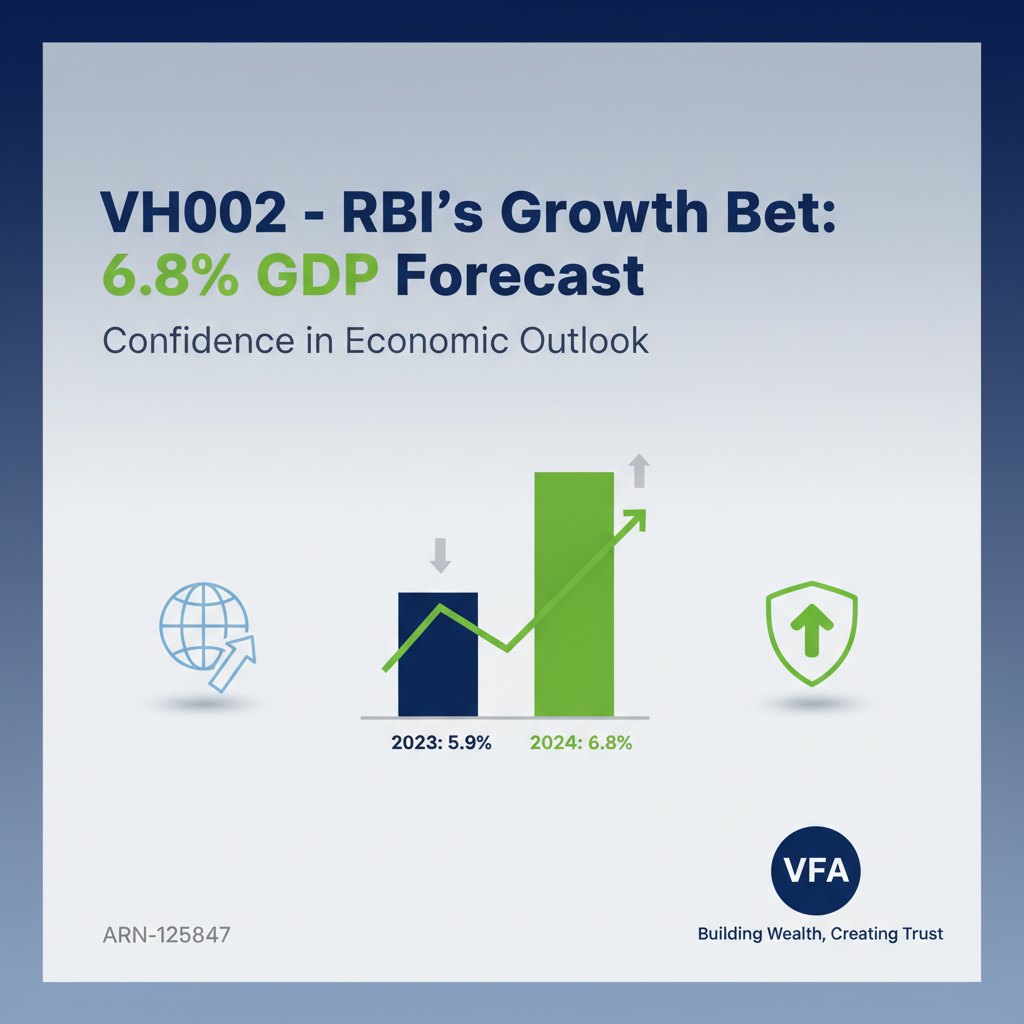 VH002 - RBI’s Growth Bet:
6.8% GDP Forecast
Confidence in Economic Outlook
2023: 5.9%
2024: 6.8%
VFA
Building Wealth, Creating Trust
ARN-125847